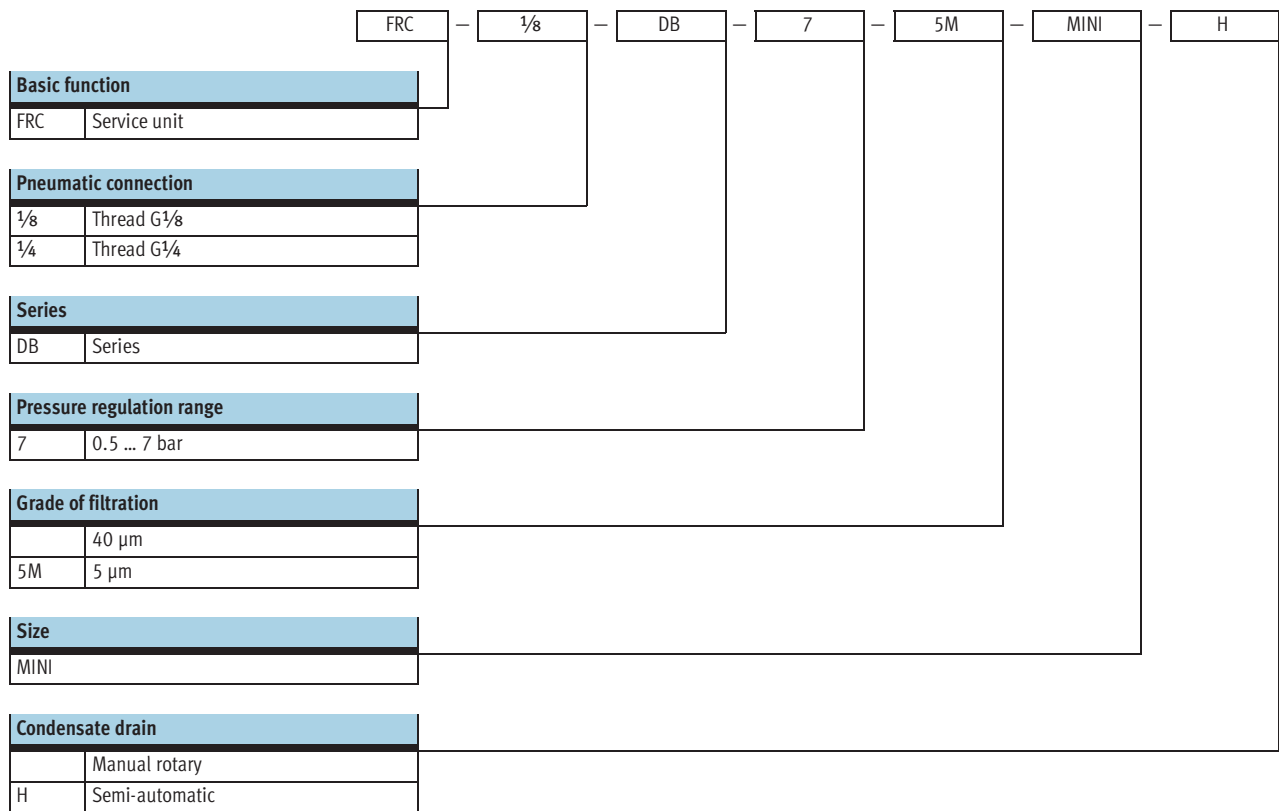 FRC – ⅛ – DB – 7 – 5M – MINI – H
Basic function
FRC Service unit
Pneumatic connection
⅛ Thread G⅛
¼ Thread G¼
Series
DB Series
Pressure regulation range
7 0.5 ... 7 bar
Grade of filtration
40 µm
5M 5 µm
Size
MINI
Condensate drain
Manual rotary
H Semi-automatic